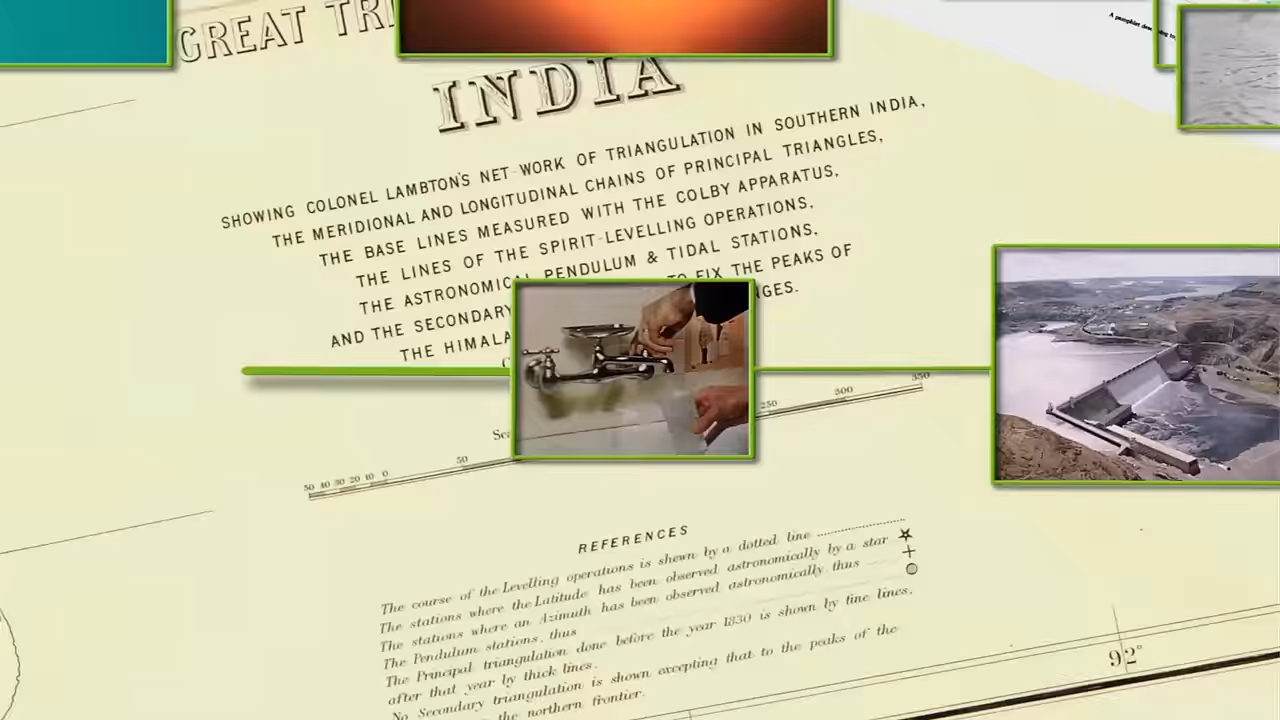 GREAT
INDIA
SHOWING COLONEL LAMBTON'S NET-WORK OF TRIANGULATION IN SOUTHERN INDIA,
THE MERIDIONAL AND LONGITUDINAL CHAINS OF PRINCIPAL TRIANGLES,
THE BASE LINES MEASURED WITH THE COLBY APPARATUS,
THE LINES OF THE SPIRIT-LEVELLING OPERATIONS,
THE ASTRONOMICAL PENDULUM & TIDAL STATIONS,
AND THE SECONDARY TO FIX THE PEAKS OF
THE
A pamphlet
50 40 30 20 10 0 50 250 300 350
REFERENCES
The course of the Levelling operations is shewn by a dotted line
The stations where the Latitude has been observed astronomically by a star
The stations where an Azimuth has been observed astronomically thus
The Pendulum stations, thus
The Principal triangulation done before the year 1830 is shown by fine lines,
after that year by thick lines.
No Secondary triangulation is shown excepting that to the peaks of the
the northern frontier.
92°